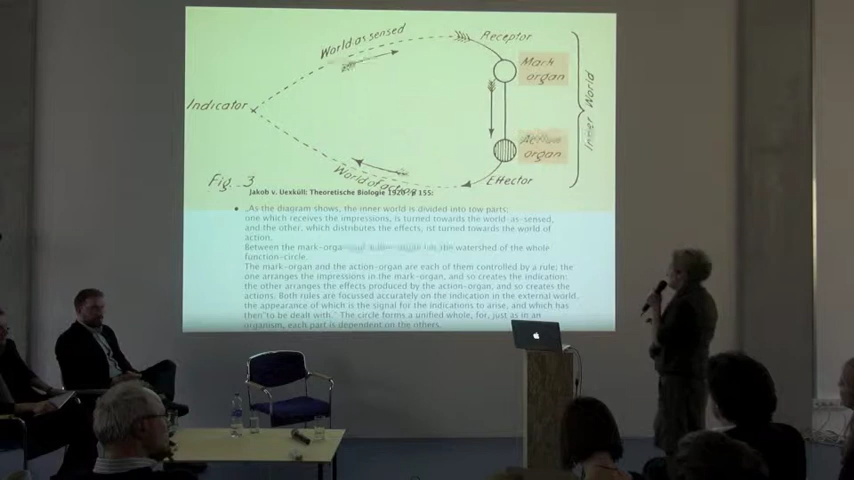 World as sensed
Receptor
Mark
organ
Indicator
Inner World
organ
World of action
Effector
Fig. 3
Jakob v. Uexküll: Theoretische Biologie 1920, p 155:
• „As the diagram shows, the inner world is divided into tow parts:
one which receives the impressions, is turned towards the world-as-sensed,
and the other, which distributes the effects, ist turned towards the world of
action.
Between the mark-organ and action-organ lies the watershed of the whole
function-circle.
The mark-organ and the action-organ are each of them controlled by a rule; the
one arranges the impressions in the mark-organ, and so creates the indication;
the other arranges the effects produced by the action-organ, and so creates the
actions. Both rules are focussed accurately on the indication in the external world,
the appearance of which is the signal for the indications to arise, and which has
then"to be dealt with." The circle forms a unified whole, for, just as in an
organism, each part is dependent on the others.